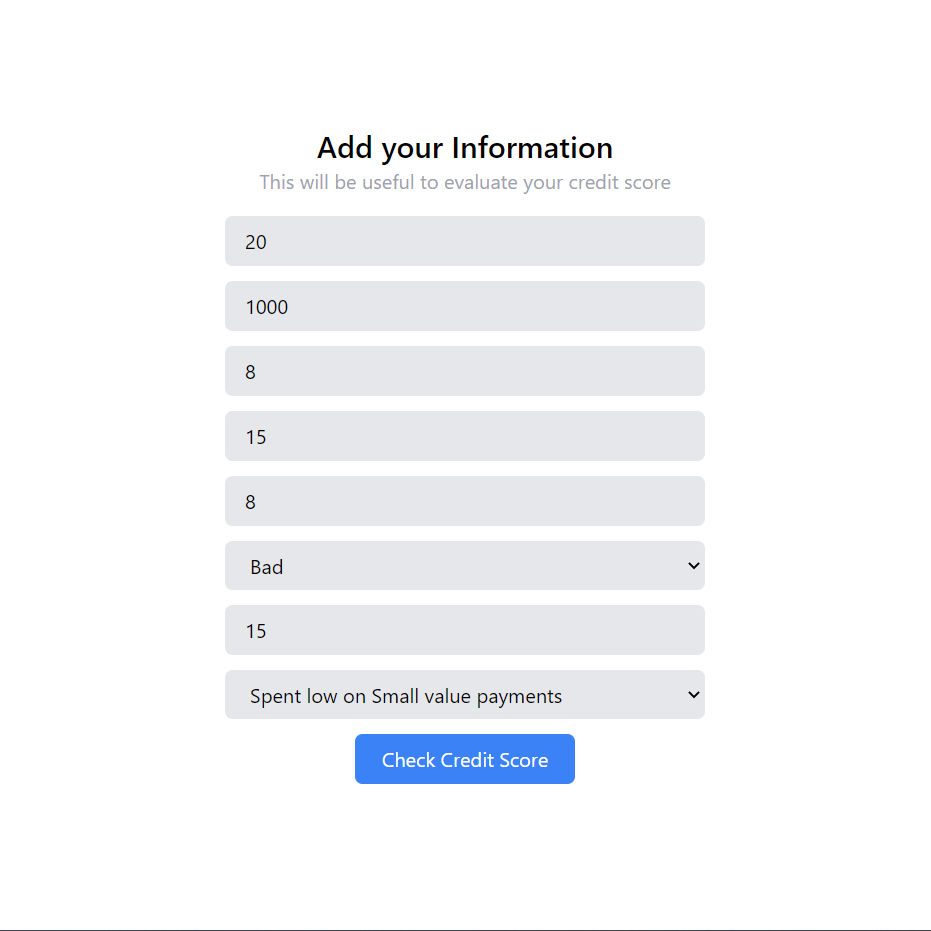 Add your Information
This will be useful to evaluate your credit score
20
1000
8
15
8
Bad
15
Spent low on Small value payments
Check Credit Score